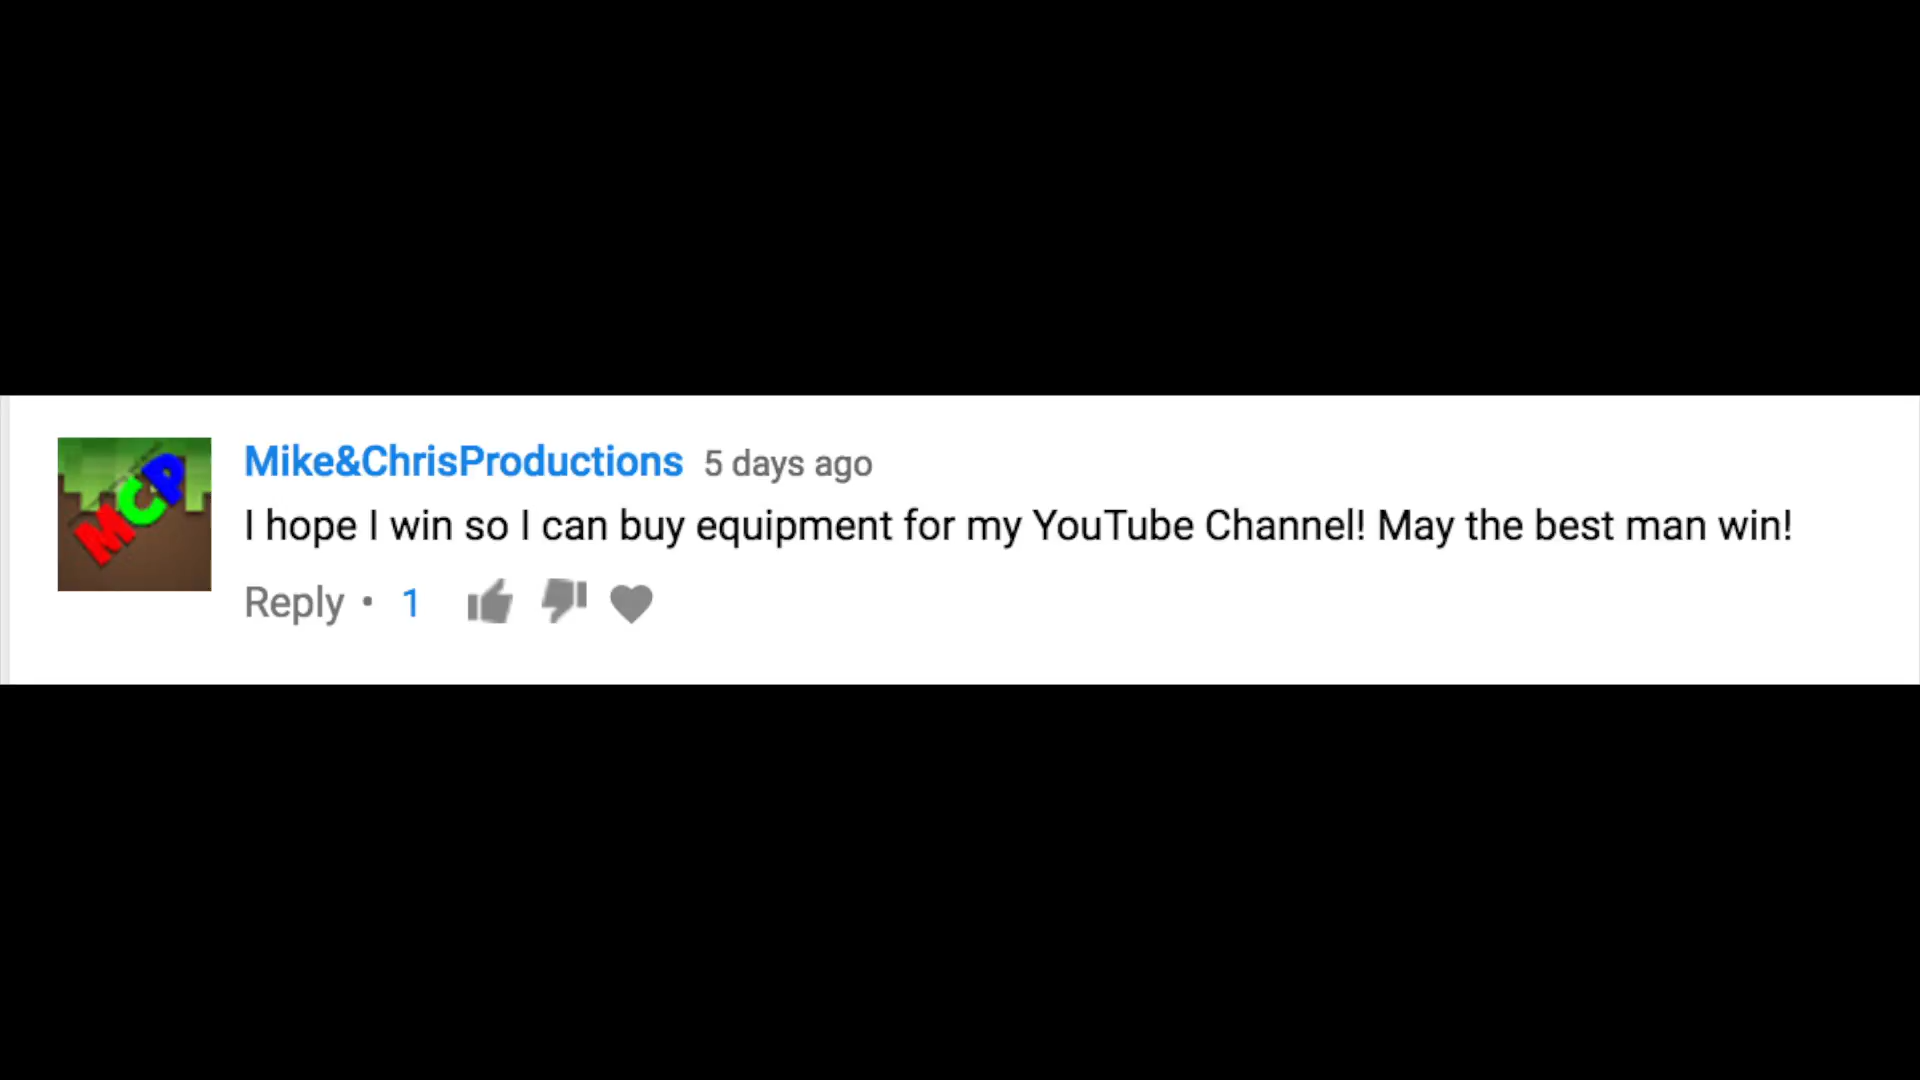 MCP
Mike&ChrisProductions 5 days ago
I hope I win so I can buy equipment for my YouTube Channel! May the best man win!
Reply • 1